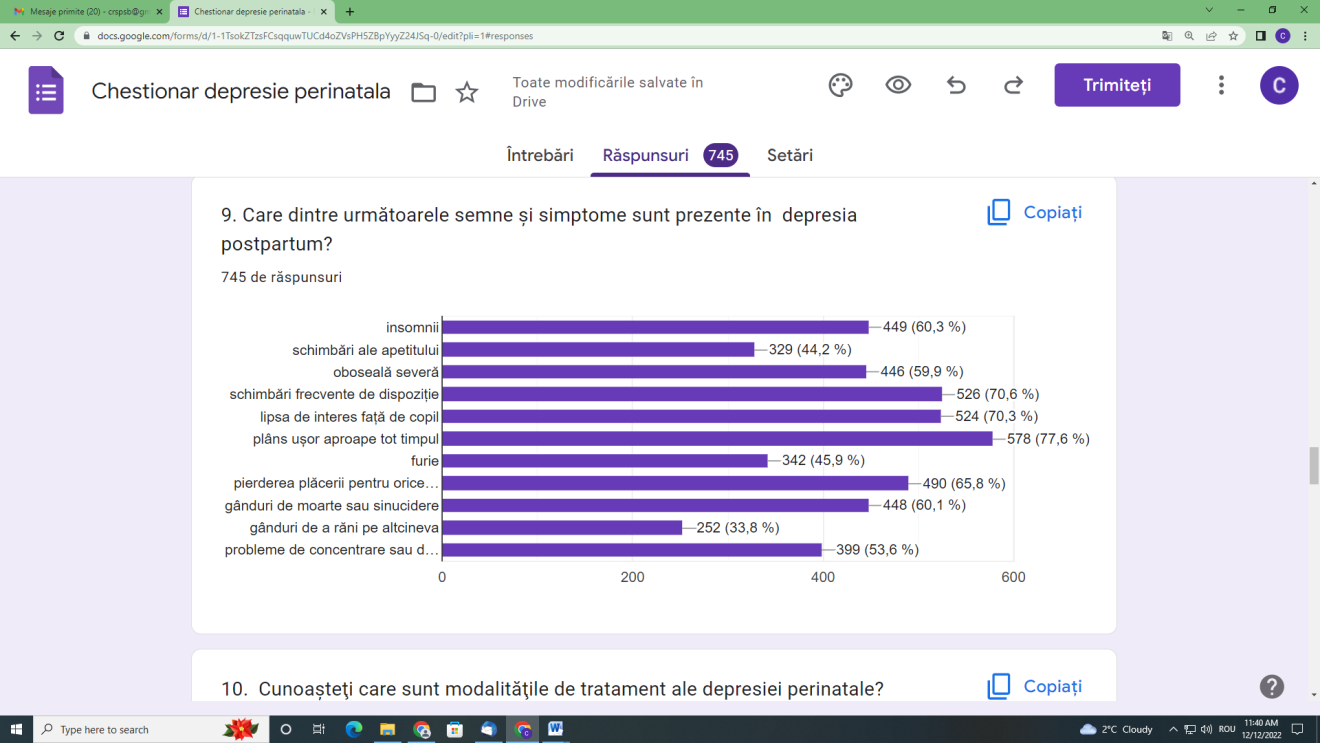 Mesaje primite (20) - crspsb@gm
Chestionar depresie perinatala -
docs.google.com/forms/d/1-1TsokZTzsFCsqquwTUCd4oZVsPHSZBpYyyZ24JSq-0/edit?pli=1#responses
C
Chestionar depresie perinatala
Toate modificările salvate în
Drive
Trimiteți
C
Întrebări
Răspunsuri 745
Setări
9. Care dintre următoarele semne și simptome sunt prezente în depresia
postpartum?
Copiați
745 de răspunsuri
insomnii 449 (60,3 %)
schimbări ale apetitului 329 (44,2 %)
oboseală severă 446 (59,9 %)
schimbări frecvente de dispoziție 526 (70,6 %)
lipsa de interes față de copil 524 (70,3 %)
plâns ușor aproape tot timpul 578 (77,6 %)
furie 342 (45,9 %)
pierderea plăcerii pentru orice… 490 (65,8 %)
gânduri de moarte sau sinucidere 448 (60,1 %)
gânduri de a răni pe altcineva 252 (33,8 %)
probleme de concentrare sau d… 399 (53,6 %)
0 200 400 600
10. Cunoașteţi care sunt modalităţile de tratament ale depresiei perinatale?
Copiați
Type here to search
2°C Cloudy
ROU
11:40 AM
12/12/2022